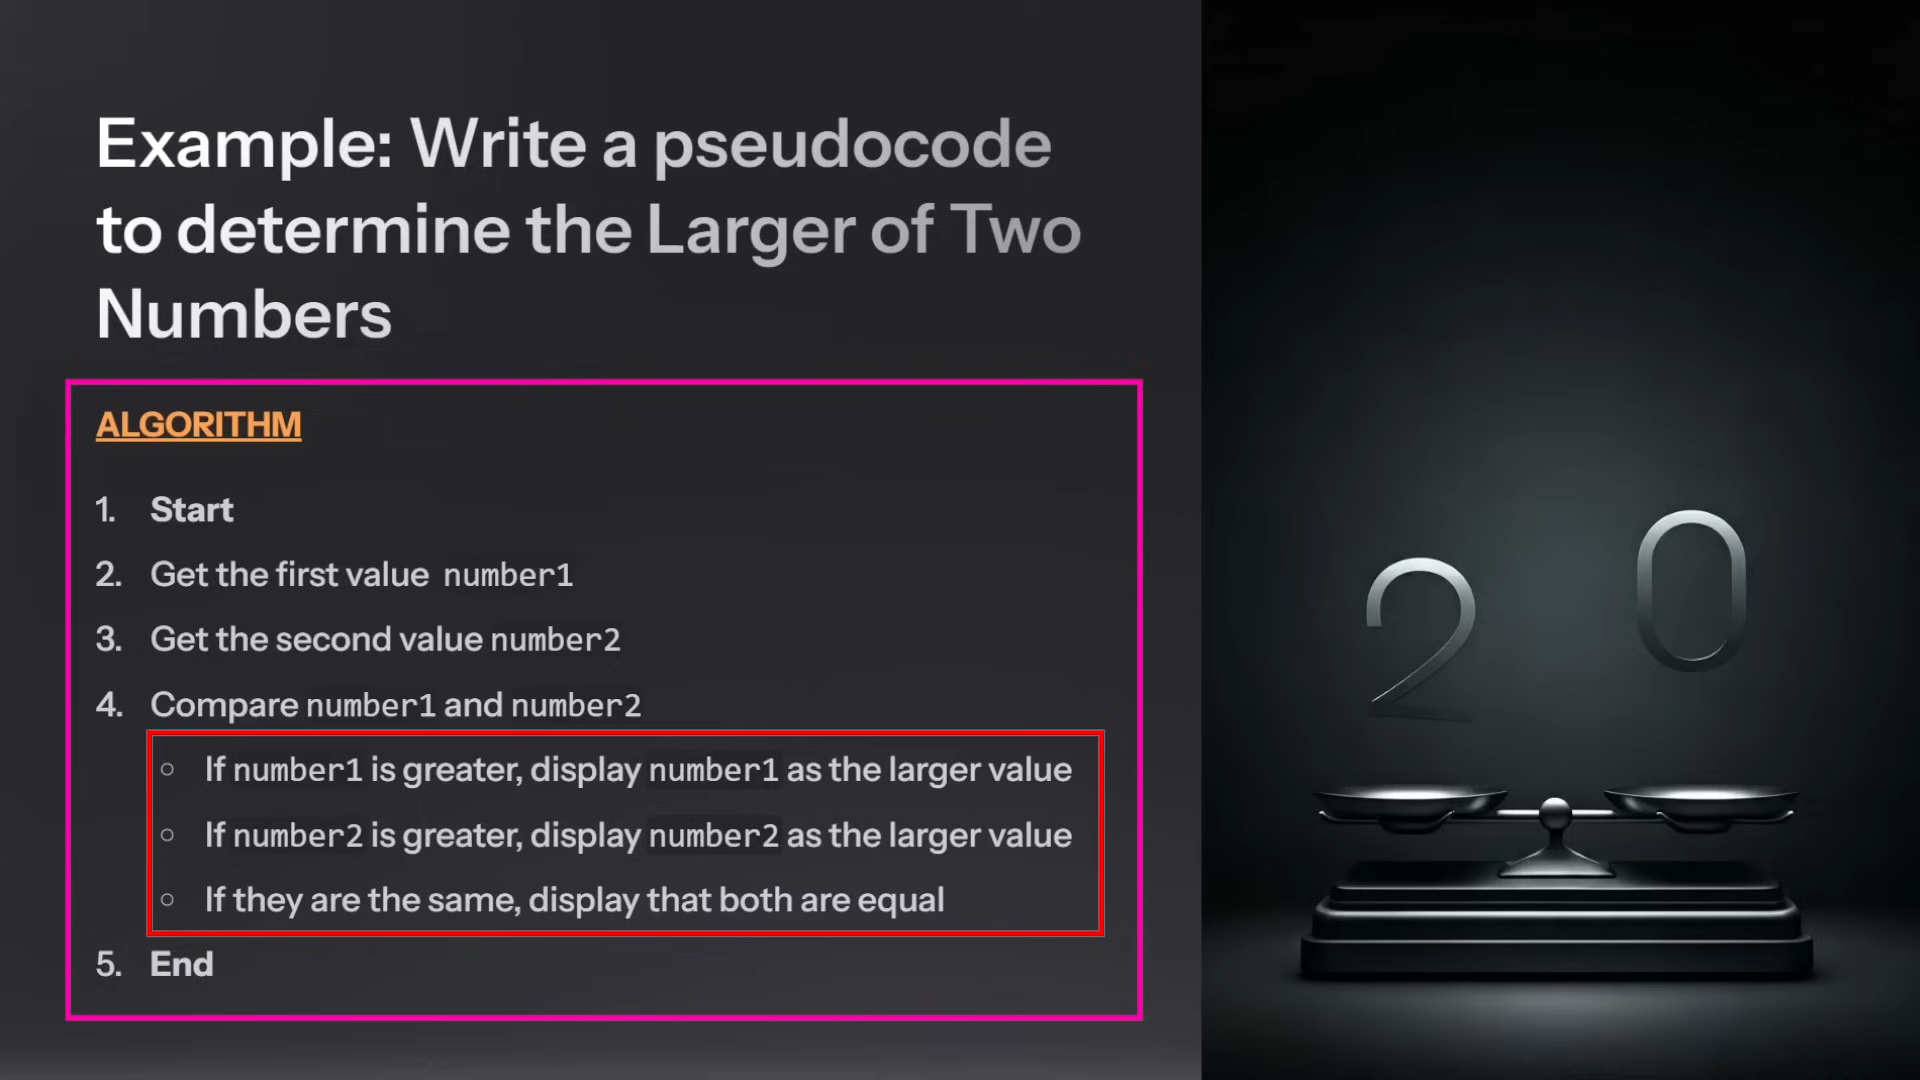 Example: Write a pseudocode
to determine the Larger of Two
Numbers
ALGORITHM
1. Start
2. Get the first value number1
3. Get the second value number2
4. Compare number1 and number2
○ If number1 is greater, display number1 as the larger value
○ If number2 is greater, display number2 as the larger value
○ If they are the same, display that both are equal
5. End
2 0